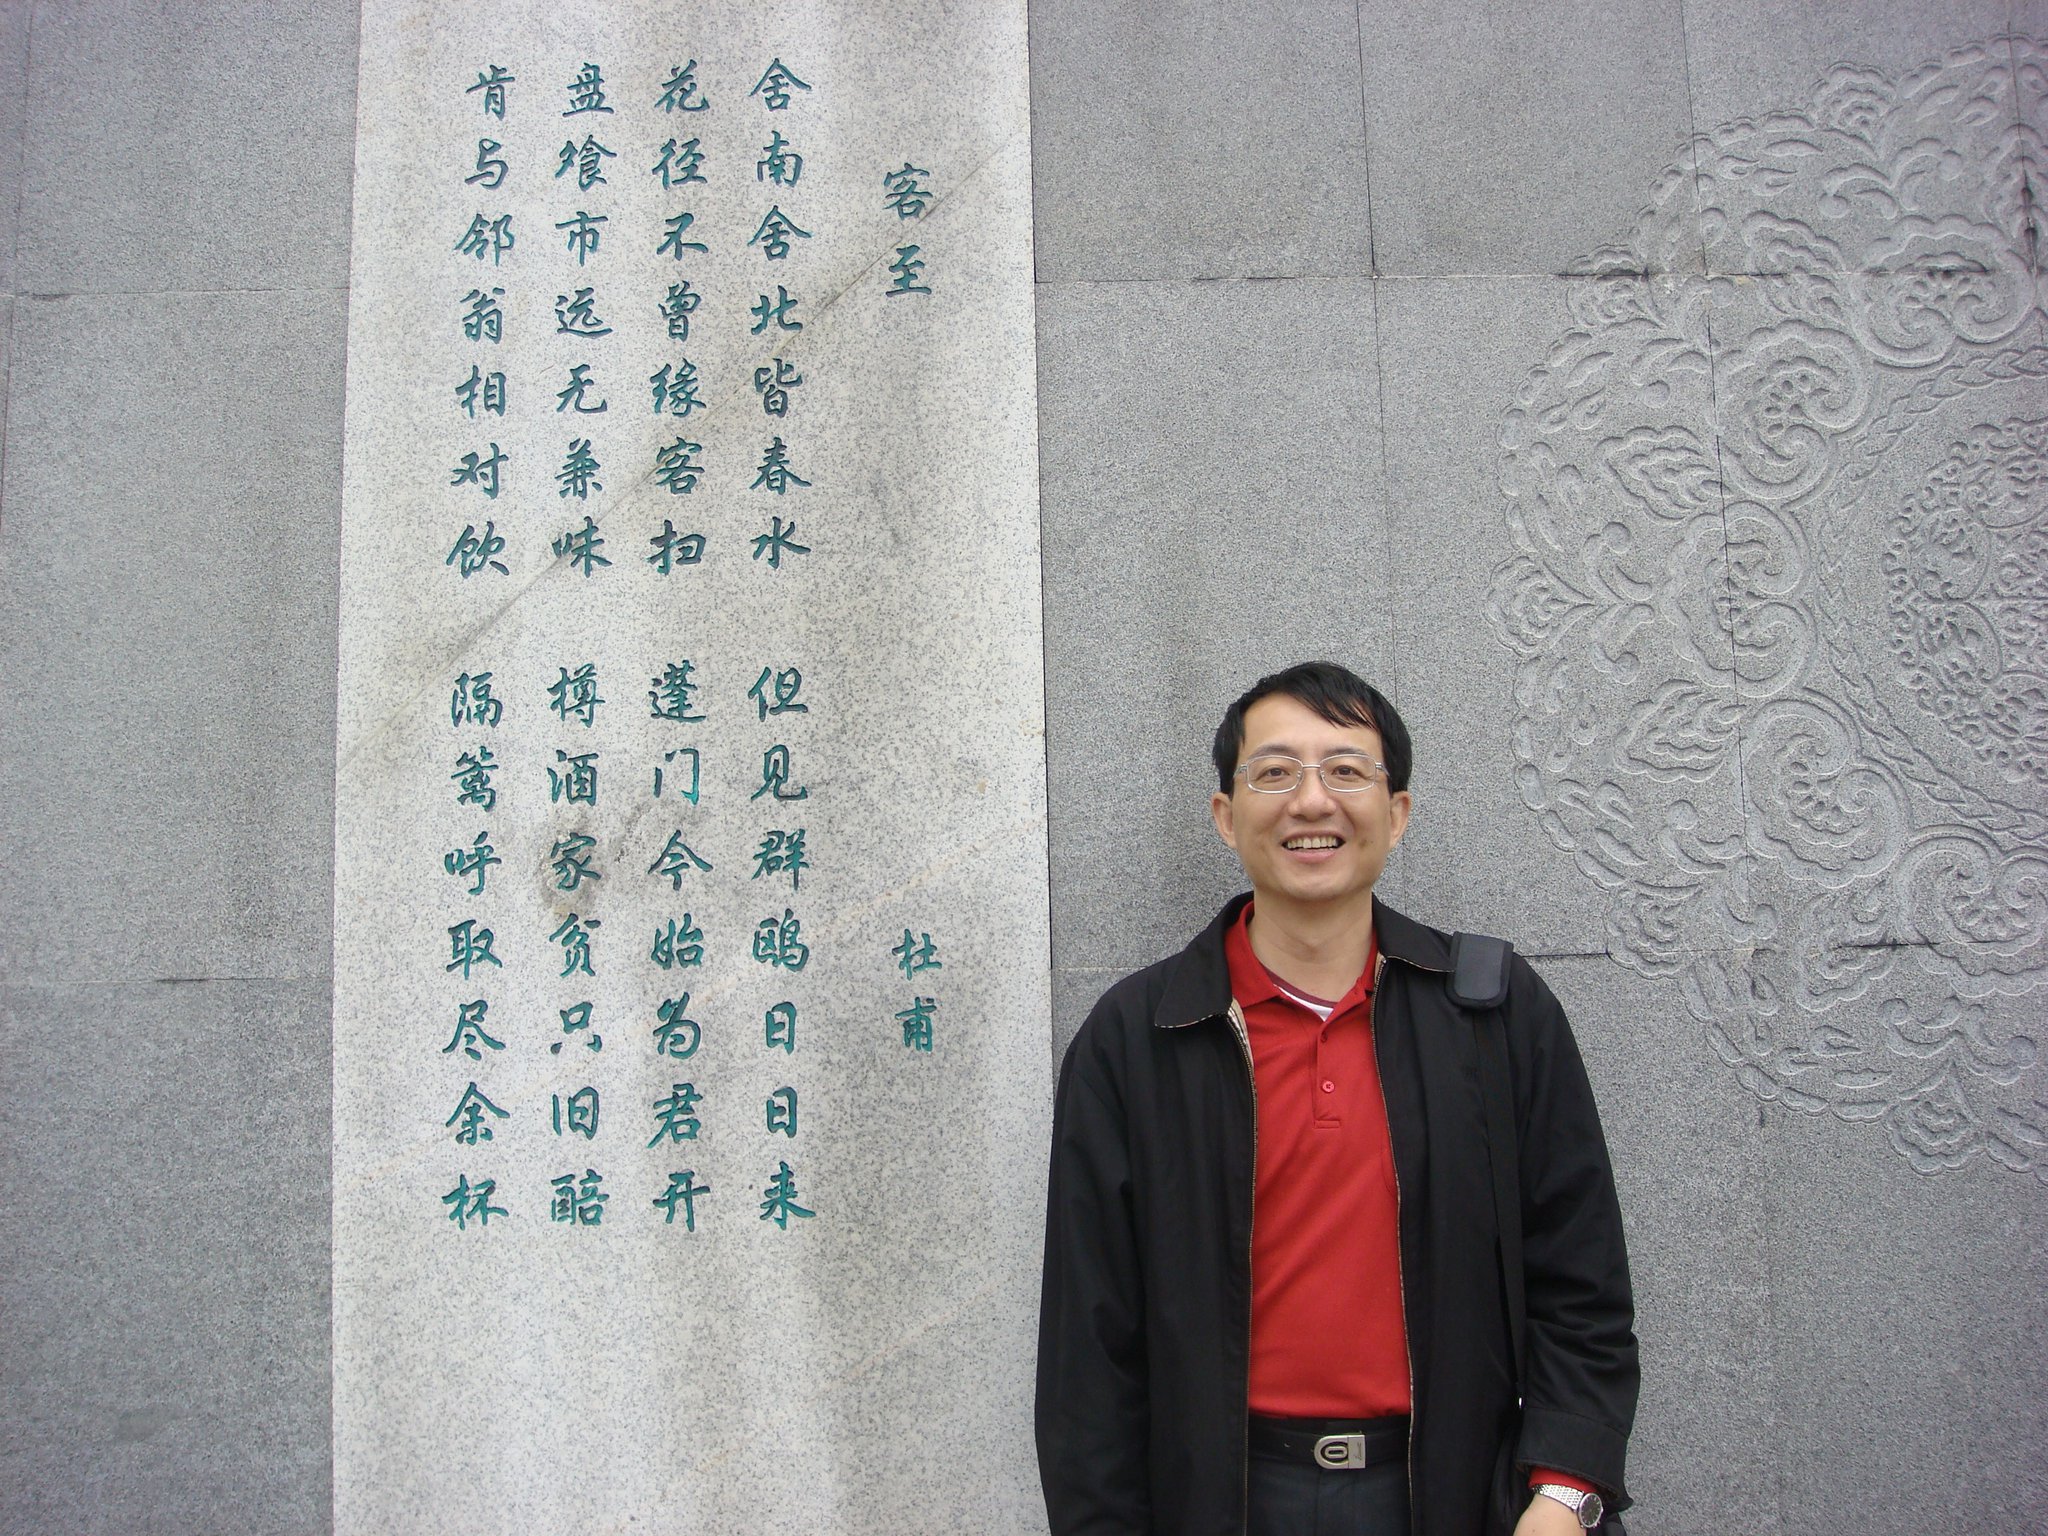 客至 杜甫
舍南舍北皆春水 但见群鸥日日来
花径不曾缘客扫 蓬门今始为君开
盘飧市远无兼味 樽酒家贫只旧醅
肯与邻翁相对饮 隔篱呼取尽余杯